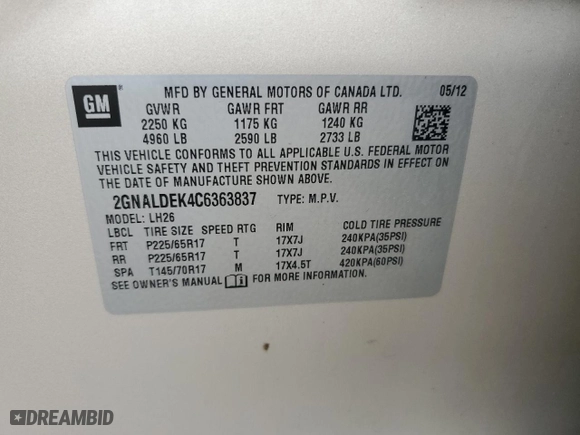 GM
MFD BY GENERAL MOTORS OF CANADA LTD. 05/12
GVWR GAWR FRT GAWR RR
2250 KG 1175 KG 1240 KG
4960 LB 2590 LB 2733 LB
THIS VEHICLE CONFORMS TO ALL APPLICABLE U.S. FEDERAL MOTOR
VEHICLE SAFETY AND THEFT PREVENTION STANDARDS IN EFFECT ON
THE DATE OF MANUFACTURE SHOWN ABOVE.
2GNALDEK4C6363837 TYPE: M.P.V.
MODEL: LH26
LBCL TIRE SIZE SPEED RTG RIM COLD TIRE PRESSURE
FRT P225/65R17 T 17X7J 240KPA(35PSI)
RR P225/65R17 T 17X7J 240KPA(35PSI)
SPA T145/70R17 M 17X4.5T 420KPA(60PSI)
SEE OWNER'S MANUAL FOR MORE INFORMATION.
DREAMBID